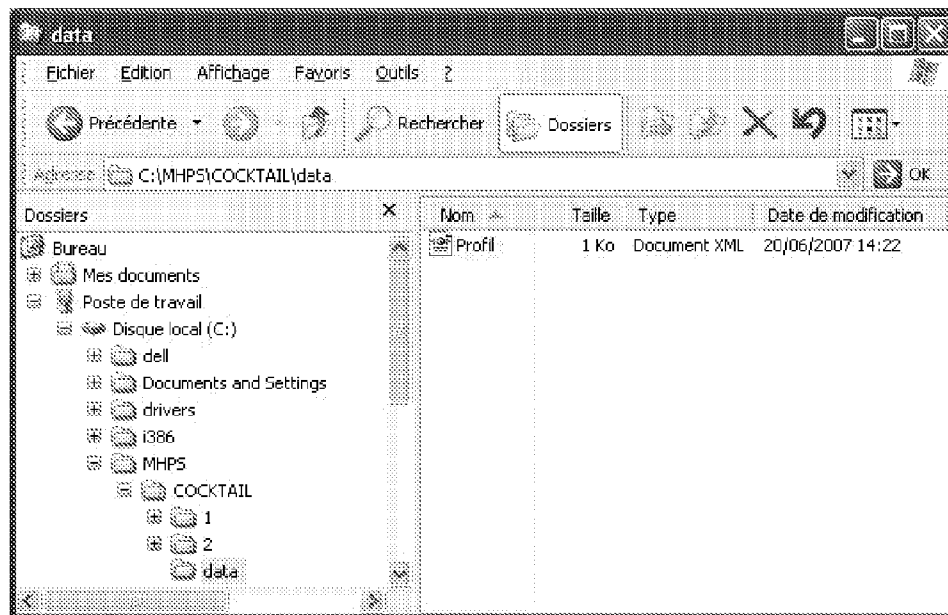 data
Fichier Edition Affichage Favoris Outils ?
Précédente Rechercher Dossiers
Adresse C:\MHPS\COCKTAIL\data OK
Dossiers
Nom Taille Type Date de modification
Bureau
Profil 1 Ko Document XML 20/06/2007 14:22
Mes documents
Poste de travail
Disque local (C:)
dell
Documents and Settings
drivers
i386
MHPS
COCKTAIL
1
2
data